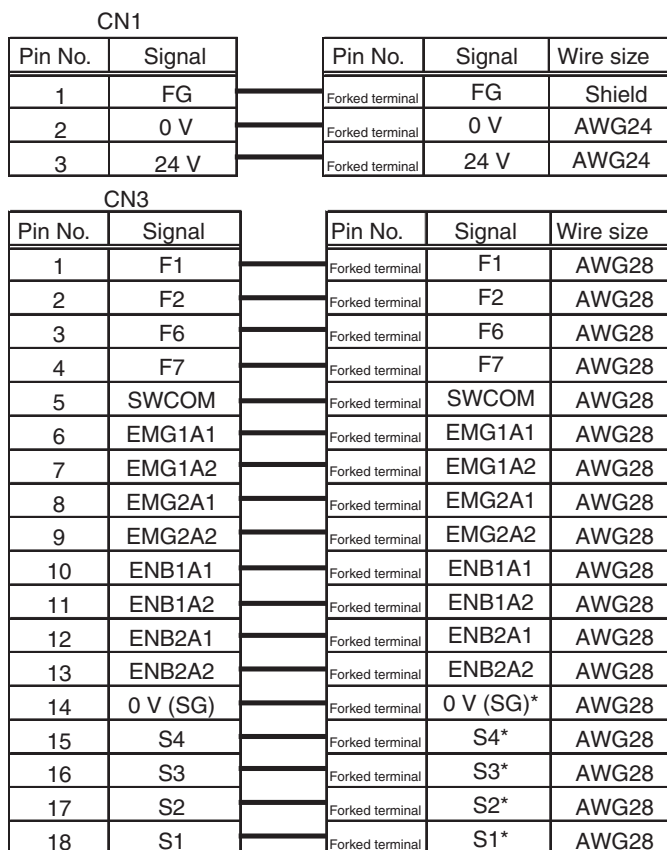 CN1
Pin No. Signal Pin No. Signal Wire size
1 FG Forked terminal FG Shield
2 0 V Forked terminal 0 V AWG24
3 24 V Forked terminal 24 V AWG24
CN3
Pin No. Signal Pin No. Signal Wire size
1 F1 Forked terminal F1 AWG28
2 F2 Forked terminal F2 AWG28
3 F6 Forked terminal F6 AWG28
4 F7 Forked terminal F7 AWG28
5 SWCOM Forked terminal SWCOM AWG28
6 EMG1A1 Forked terminal EMG1A1 AWG28
7 EMG1A2 Forked terminal EMG1A2 AWG28
8 EMG2A1 Forked terminal EMG2A1 AWG28
9 EMG2A2 Forked terminal EMG2A2 AWG28
10 ENB1A1 Forked terminal ENB1A1 AWG28
11 ENB1A2 Forked terminal ENB1A2 AWG28
12 ENB2A1 Forked terminal ENB2A1 AWG28
13 ENB2A2 Forked terminal ENB2A2 AWG28
14 0 V (SG) Forked terminal 0 V (SG)* AWG28
15 S4 Forked terminal S4* AWG28
16 S3 Forked terminal S3* AWG28
17 S2 Forked terminal S2* AWG28
18 S1 Forked terminal S1* AWG28